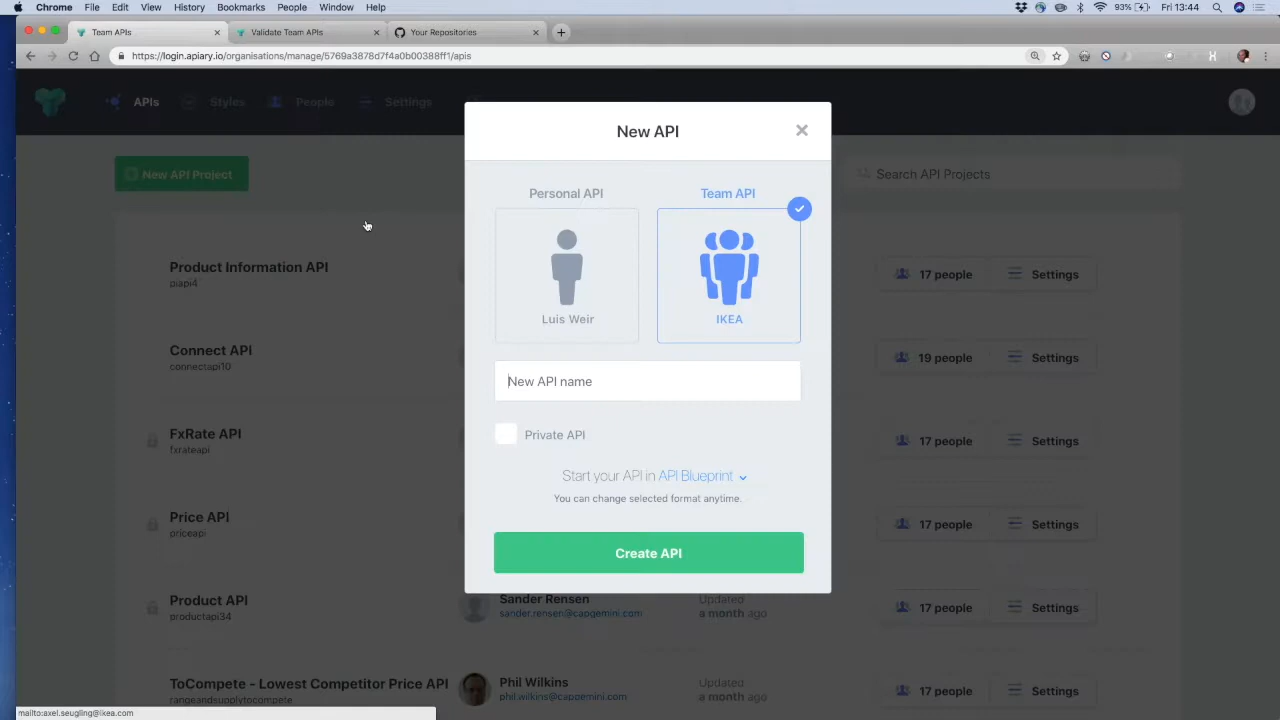 Chrome File Edit View History Bookmarks People Window Help 93% Fri 13:44
Team APIs Validate Team APIs Your Repositories
https://login.apiary.io/organisations/manage/5769a3878d7f4a0b00388ff1/apis
APIs Styles People Settings
New API
New API Project
Search API Projects
Personal API Team API
Luis Weir IKEA
New API name
Private API
Start your API in API Blueprint
You can change selected format anytime.
Create API
Product Information API
piapi4
17 people Settings
Connect API
connectapi10
19 people Settings
FxRate API
fxrateapi
17 people Settings
Price API
priceapi
17 people Settings
Product API
productapi34
Sander Rensen
sander.rensen@capgemini.com
Updated
a month ago
17 people Settings
ToCompete - Lowest Competitor Price API
rangeandsupplytocompete
Phil Wilkins
phil.wilkins@capgemini.com
Updated
a month ago
17 people Settings
mailto:axel.seugling@ikea.com